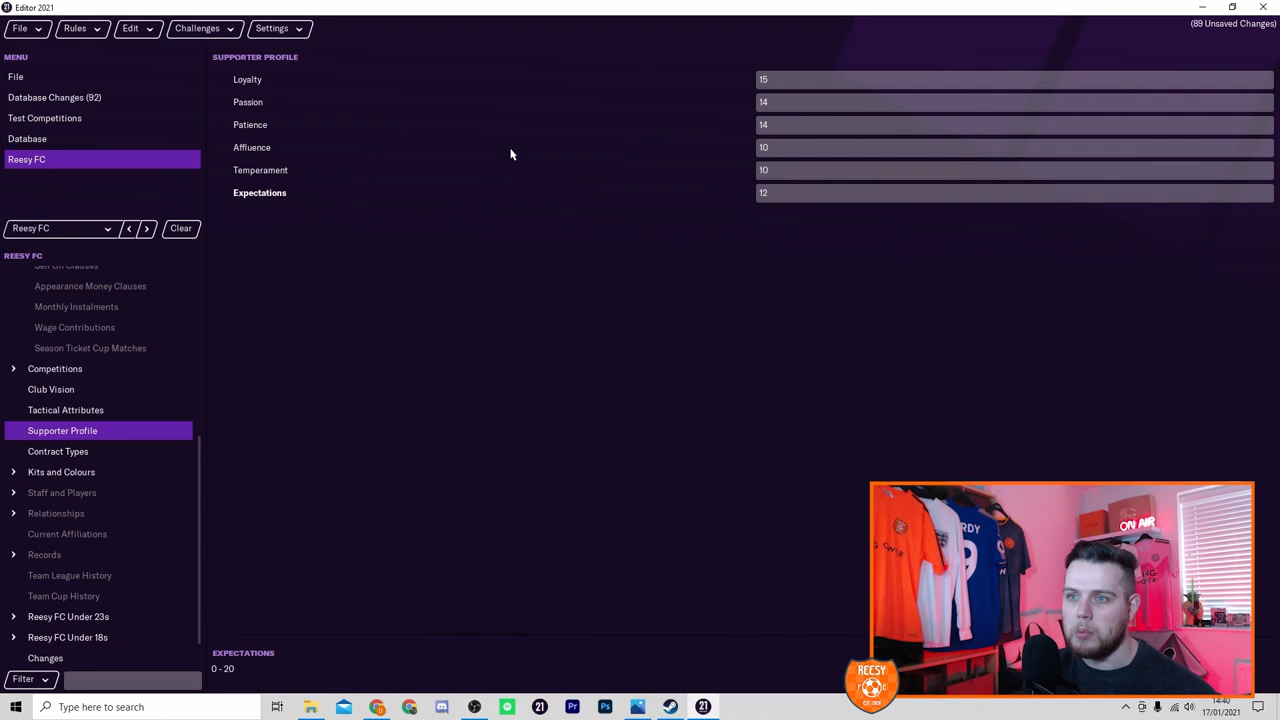 Editor 2021
File Rules Edit Challenges Settings (89 Unsaved Changes)
MENU
File
Database Changes (92)
Test Competitions
Database
Reesy FC
Reesy FC Clear
REESY FC
Sell On Clauses
Appearance Money Clauses
Monthly Instalments
Wage Contributions
Season Ticket Cup Matches
Competitions
Club Vision
Tactical Attributes
Supporter Profile
Contract Types
Kits and Colours
Staff and Players
Relationships
Current Affiliations
Records
Team League History
Team Cup History
Reesy FC Under 23s
Reesy FC Under 18s
Changes
Filter
SUPPORTER PROFILE
Loyalty 15
Passion 14
Patience 14
Affluence 10
Temperament 10
Expectations 12
EXPECTATIONS
0 - 20
ON AIR
REESY
Type here to search
14:40
17/01/2021